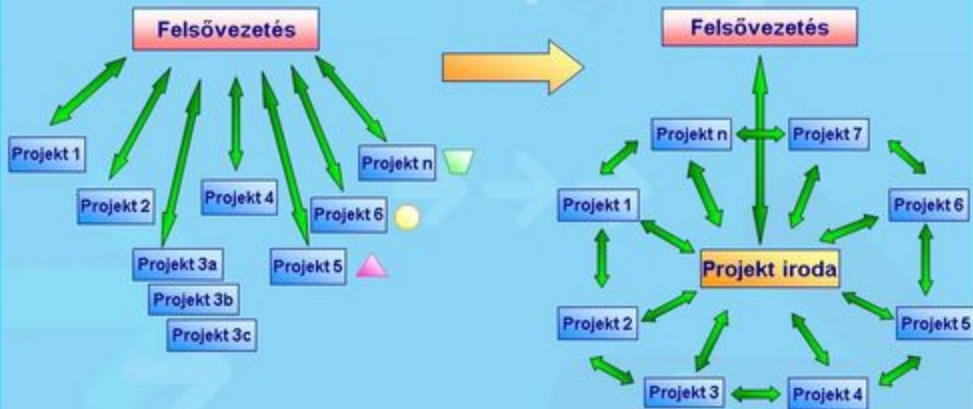 Felsővezetés
Projekt 1
Projekt 2
Projekt 3a
Projekt 3b
Projekt 3c
Projekt 4
Projekt 5
Projekt 6
Projekt n
Felsővezetés
Projekt n
Projekt 7
Projekt 1
Projekt 6
Projekt iroda
Projekt 2
Projekt 5
Projekt 3
Projekt 4